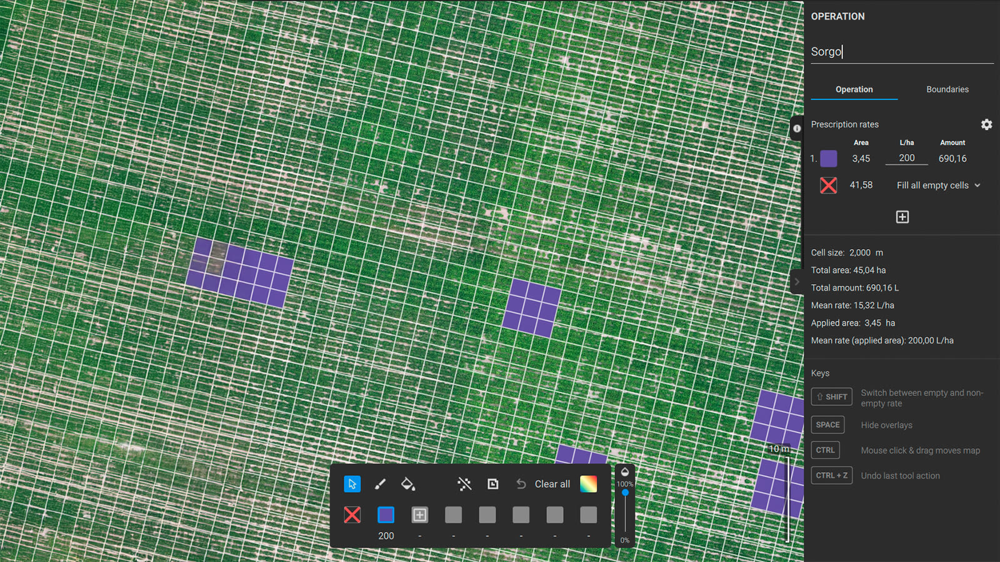 OPERATION
Sorgo
Operation Boundaries
Prescription rates
Area L/ha Amount
1. 3,45 200 690,16
41,58 Fill all empty cells
Cell size: 2,000 m
Total area: 45,04 ha
Total amount: 690,16 L
Mean rate: 15,32 L/ha
Applied area: 3,45 ha
Mean rate (applied area): 200,00 L/ha
Keys
⇧ SHIFT Switch between empty and non-
empty rate
SPACE Hide overlays
CTRL Mouse click & drag moves map
CTRL + Z Undo last tool action
10 m
Clear all
200 - - - - - -
100%
0%